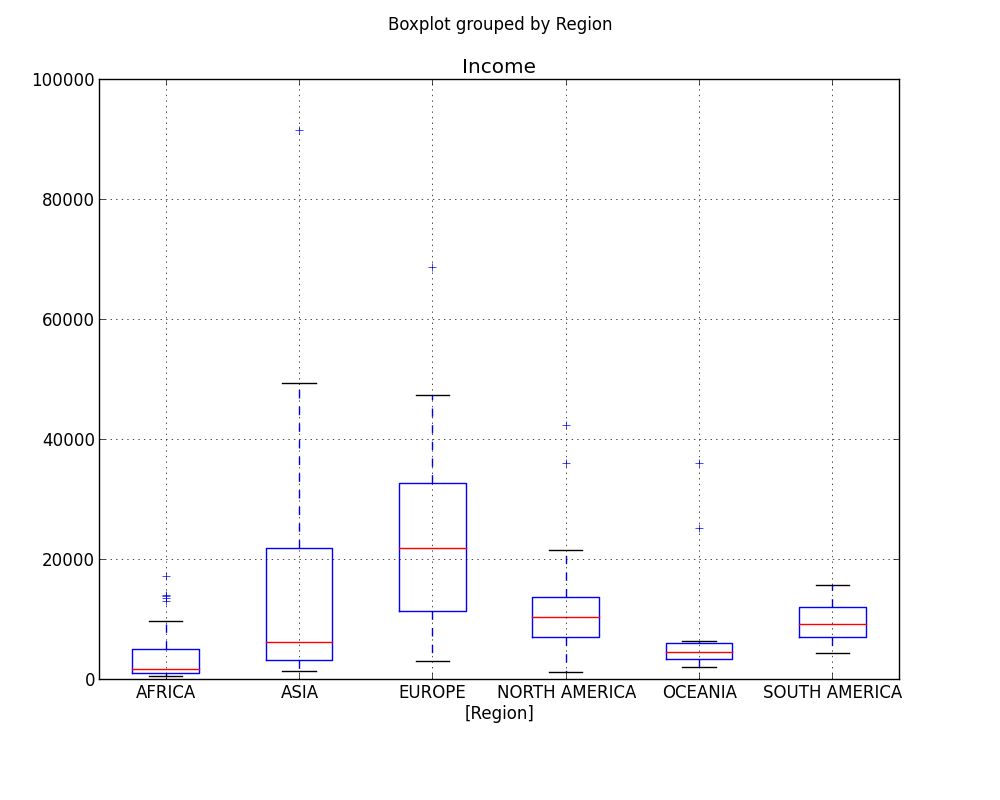 Boxplot grouped by Region
Income
100000
80000
60000
40000
20000
0
AFRICA ASIA EUROPE NORTH AMERICA OCEANIA SOUTH AMERICA
[Region]